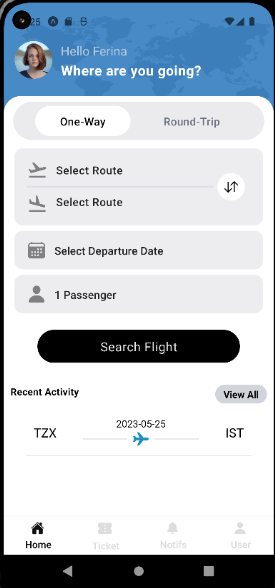 Hello Ferina
Where are you going?
One-Way
Round-Trip
Select Route
Select Route
Select Departure Date
1 Passenger
Search Flight
Recent Activity
View All
2023-05-25
TZX
IST
Home
Ticket
Notifs
User